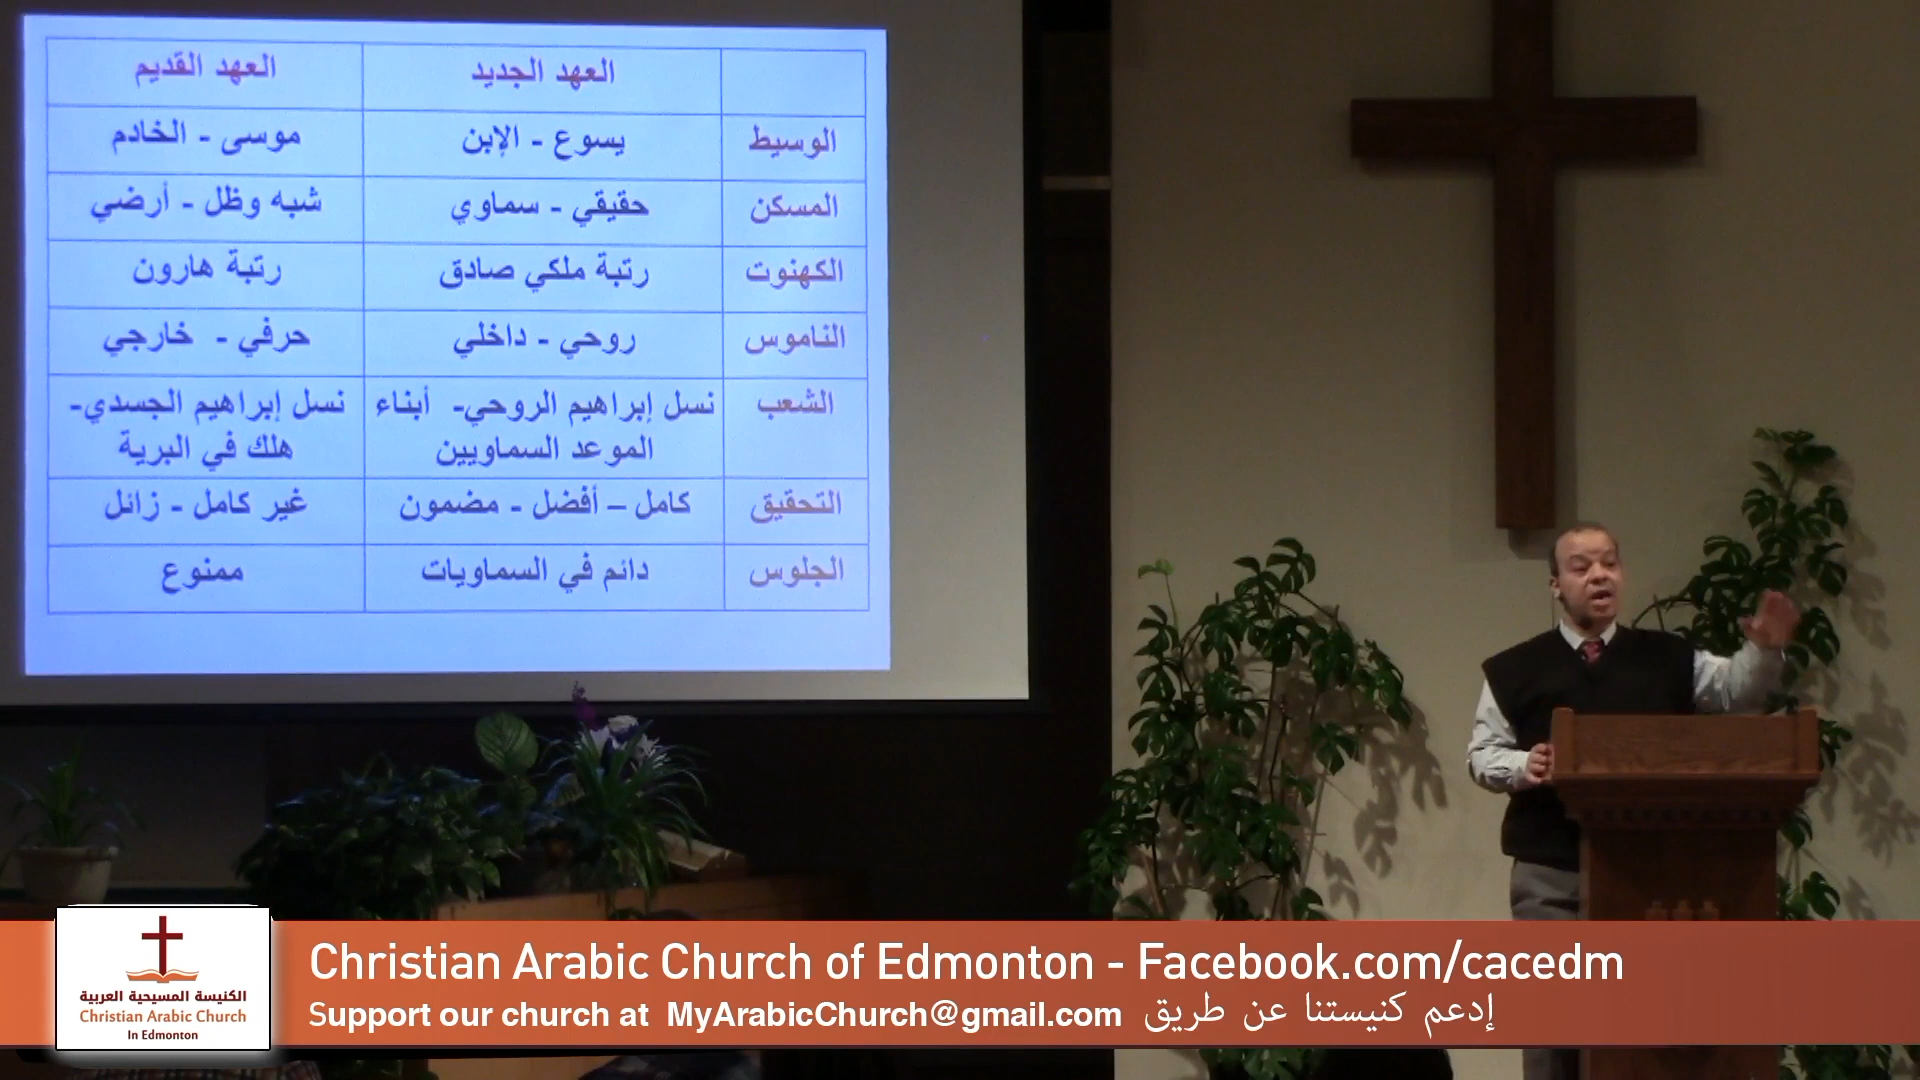 العهد الجديد العهد القديم
الوسيط يسوع - الإبن موسى - الخادم
المسكن حقيقي - سماوي شبه وظل - أرضي
الكهنوت رتبة ملكي صادق رتبة هارون
الناموس روحي - داخلي حرفي - خارجي
الشعب نسل إبراهيم الروحي- أبناء نسل إبراهيم الجسدي-
الموعد السماويين هلك في البرية
التحقيق كامل – أفضل - مضمون غير كامل - زائل
الجلوس دائم في السماويات ممنوع
الكنيسة المسيحية العربية
Christian Arabic Church
In Edmonton
Christian Arabic Church of Edmonton - Facebook.com/cacedm
Support our church at MyArabicChurch@gmail.com إدعم كنيستنا عن طريق